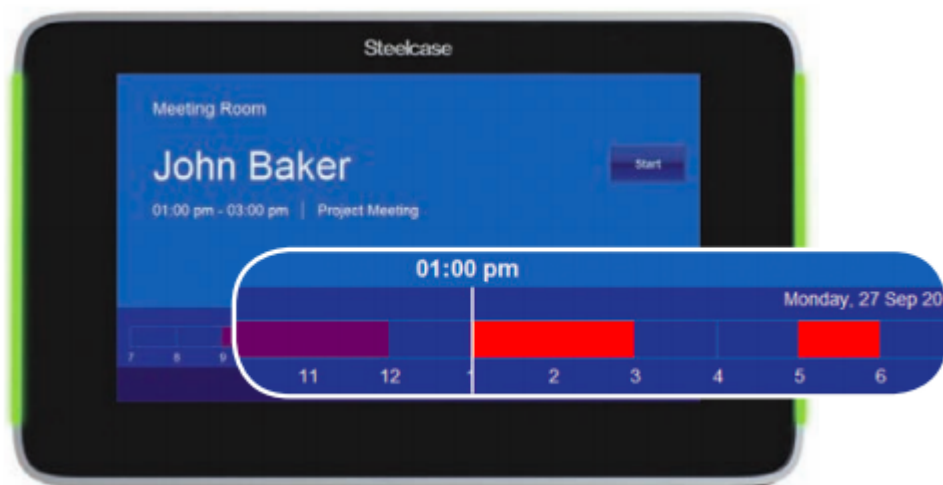 Steelcase
Meeting Room
John Baker
Start
01:00 pm - 03:00 pm | Project Meeting
01:00 pm
Monday, 27 Sep 20
7 8 9
11 12 1 2 3 4 5 6